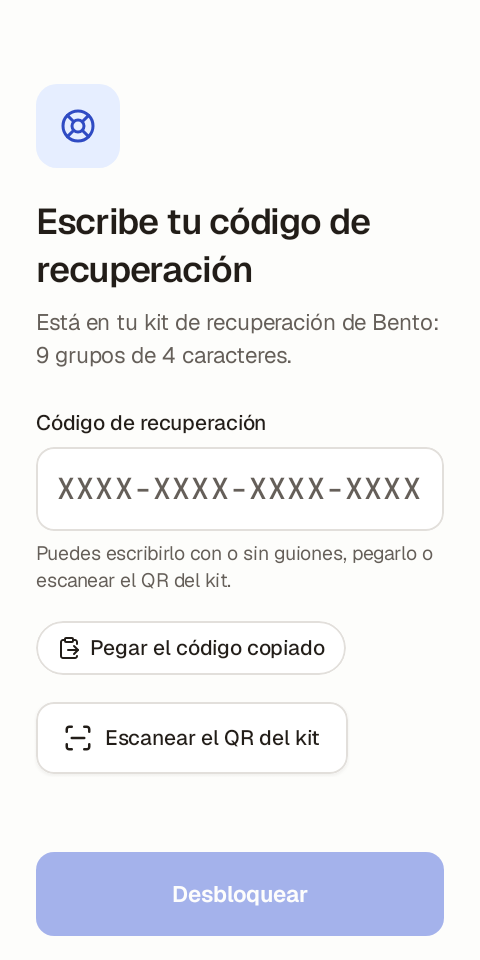 Escribe tu código de
recuperación
Está en tu kit de recuperación de Bento:
9 grupos de 4 caracteres.
Código de recuperación
XXXX-XXXX-XXXX-XXXX
Puedes escribirlo con o sin guiones, pegarlo o
escanear el QR del kit.
Pegar el código copiado
Escanear el QR del kit
Desbloquear